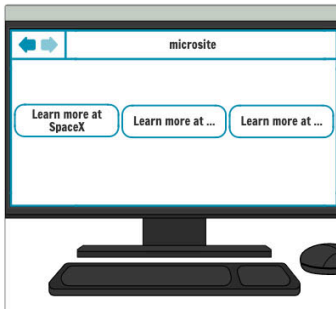 microsite
Learn more at
SpaceX
Learn more at ...
Learn more at ...